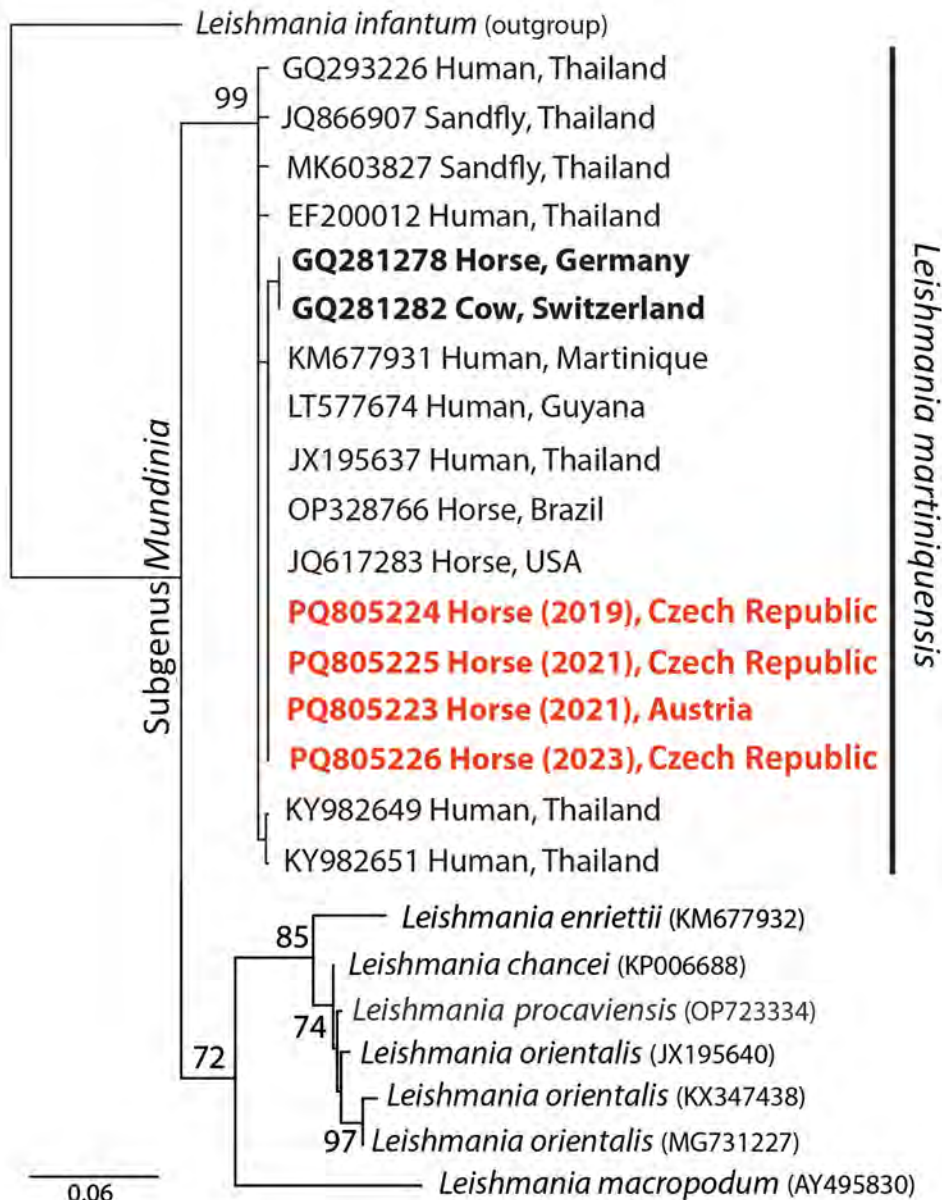 Leishmania infantum (outgroup)
GQ293226 Human, Thailand
99
JQ866907 Sandfly, Thailand
MK603827 Sandfly, Thailand
EF200012 Human, Thailand
GQ281278 Horse, Germany
GQ281282 Cow, Switzerland
KM677931 Human, Martinique
LT577674 Human, Guyana
JX195637 Human, Thailand
OP328766 Horse, Brazil
JQ617283 Horse, USA
PQ805224 Horse (2019), Czech Republic
PQ805225 Horse (2021), Czech Republic
PQ805223 Horse (2021), Austria
PQ805226 Horse (2023), Czech Republic
KY982649 Human, Thailand
KY982651 Human, Thailand
Leishmania martiniquensis
Subgenus Mundinia
Leishmania enriettii (KM677932)
85
Leishmania chancei (KP006688)
Leishmania procaviensis (OP723334)
74
Leishmania orientalis (JX195640)
72
Leishmania orientalis (KX347438)
97
Leishmania orientalis (MG731227)
Leishmania macropodum (AY495830)
0.06